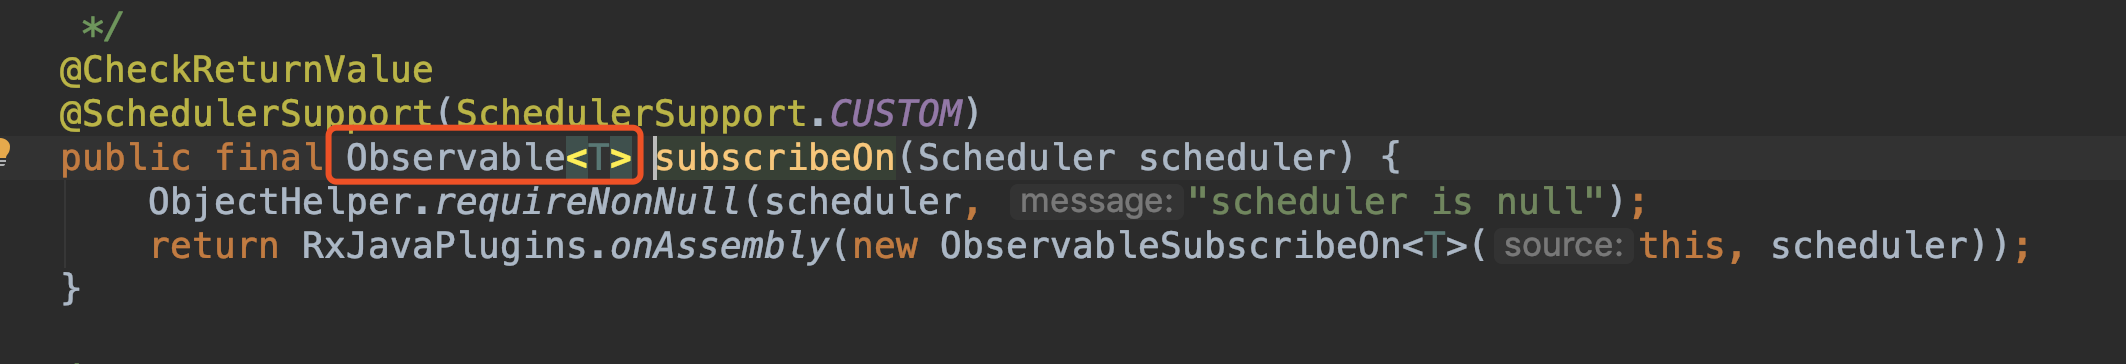 */
@CheckReturnValue
@SchedulerSupport(SchedulerSupport.CUSTOM)
public final Observable<T> subscribeOn(Scheduler scheduler) {
ObjectHelper.requireNonNull(scheduler, message: "scheduler is null");
return RxJavaPlugins.onAssembly(new ObservableSubscribeOn<T>(source: this, scheduler));
}